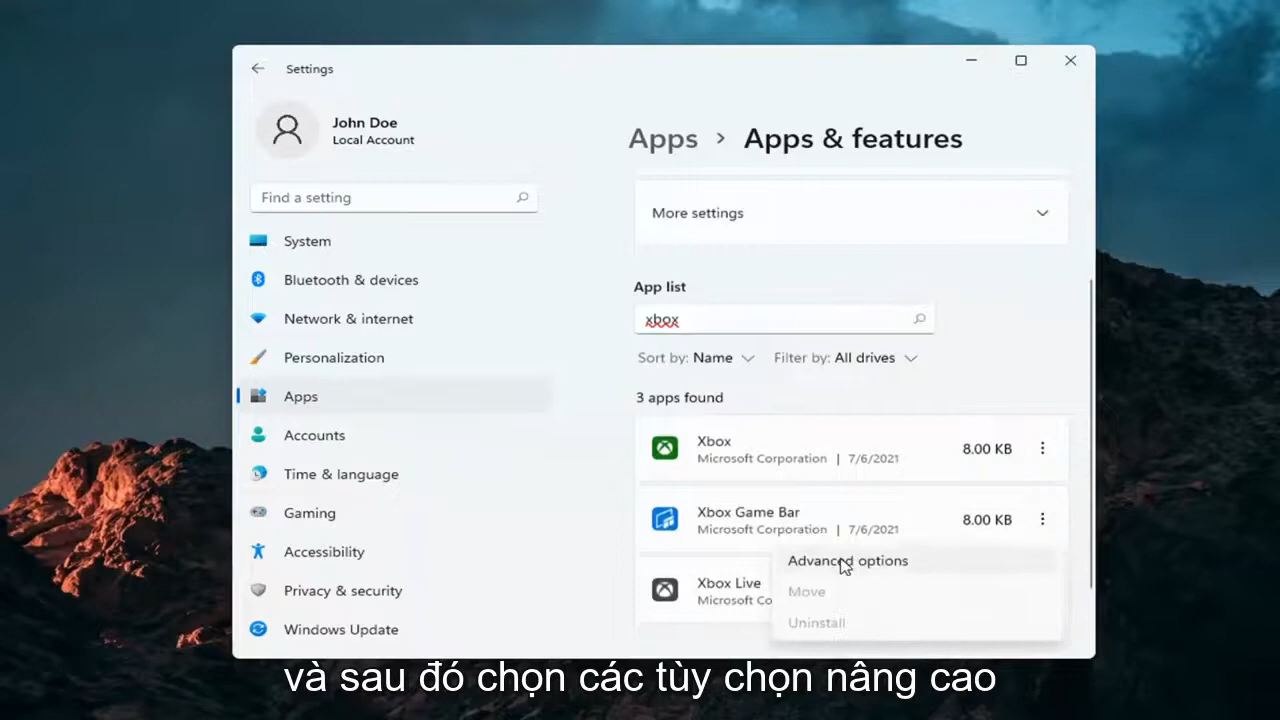 Settings
John Doe
Local Account
Find a setting
System
Bluetooth & devices
Network & internet
Personalization
Apps
Accounts
Time & language
Gaming
Accessibility
Privacy & security
Windows Update
Apps > Apps & features
More settings
App list
xbox
Sort by: Name Filter by: All drives
3 apps found
Xbox
Microsoft Corporation | 7/6/2021
8.00 KB
Xbox Game Bar
Microsoft Corporation | 7/6/2021
8.00 KB
Advanced options
Move
Uninstall
Xbox Live
Microsoft Co
và sau đó chọn các tùy chọn nâng cao